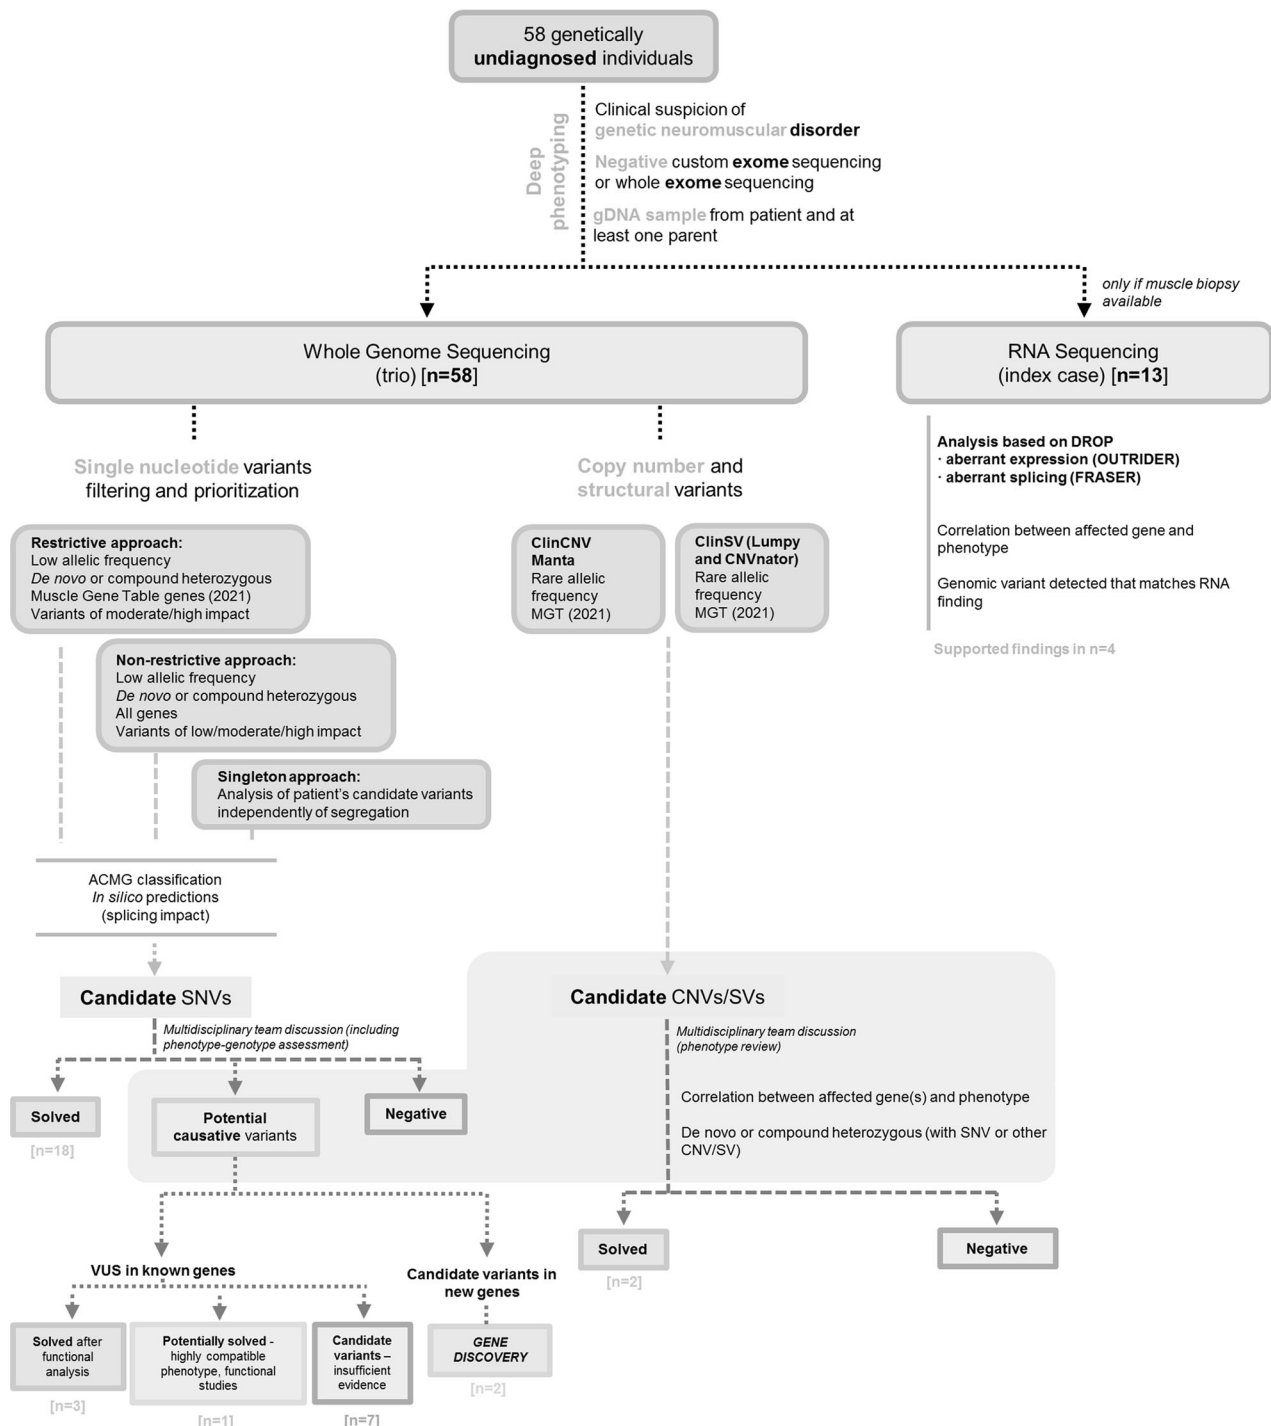 58 genetically
undiagnosed individuals
Deep
phenotyping
Clinical suspicion of
genetic neuromuscular disorder
Negative custom exome sequencing
or whole exome sequencing
gDNA sample from patient and at
least one parent
only if muscle biopsy
available
Whole Genome Sequencing
(trio) [n=58]
RNA Sequencing
(index case) [n=13]
Single nucleotide variants
filtering and prioritization
Restrictive approach:
Low allelic frequency
De novo or compound heterozygous
Muscle Gene Table genes (2021)
Variants of moderate/high impact
Non-restrictive approach:
Low allelic frequency
De novo or compound heterozygous
All genes
Variants of low/moderate/high impact
Singleton approach:
Analysis of patient's candidate variants
independently of segregation
ACMG classification
In silico predictions
(splicing impact)
Copy number and
structural variants
ClinCNV
Manta
Rare allelic
frequency
MGT (2021)
ClinSV (Lumpy
and CNVnator)
Rare allelic
frequency
MGT (2021)
Analysis based on DROP
· aberrant expression (OUTRIDER)
· aberrant splicing (FRASER)
Correlation between affected gene and
phenotype
Genomic variant detected that matches RNA
finding
Supported findings in n=4
Candidate SNVs
Multidisciplinary team discussion (including
phenotype-genotype assessment)
Solved
[n=18]
Potential
causative variants
Negative
Candidate CNVs/SVs
Multidisciplinary team discussion
(phenotype review)
Correlation between affected gene(s) and phenotype
De novo or compound heterozygous (with SNV or other
CNV/SV)
Solved
[n=2]
Negative
VUS in known genes
Candidate variants in
new genes
Solved after
functional
analysis
[n=3]
Potentially solved -
highly compatible
phenotype, functional
studies
[n=1]
Candidate
variants –
insufficient
evidence
[n=7]
GENE
DISCOVERY
[n=2]